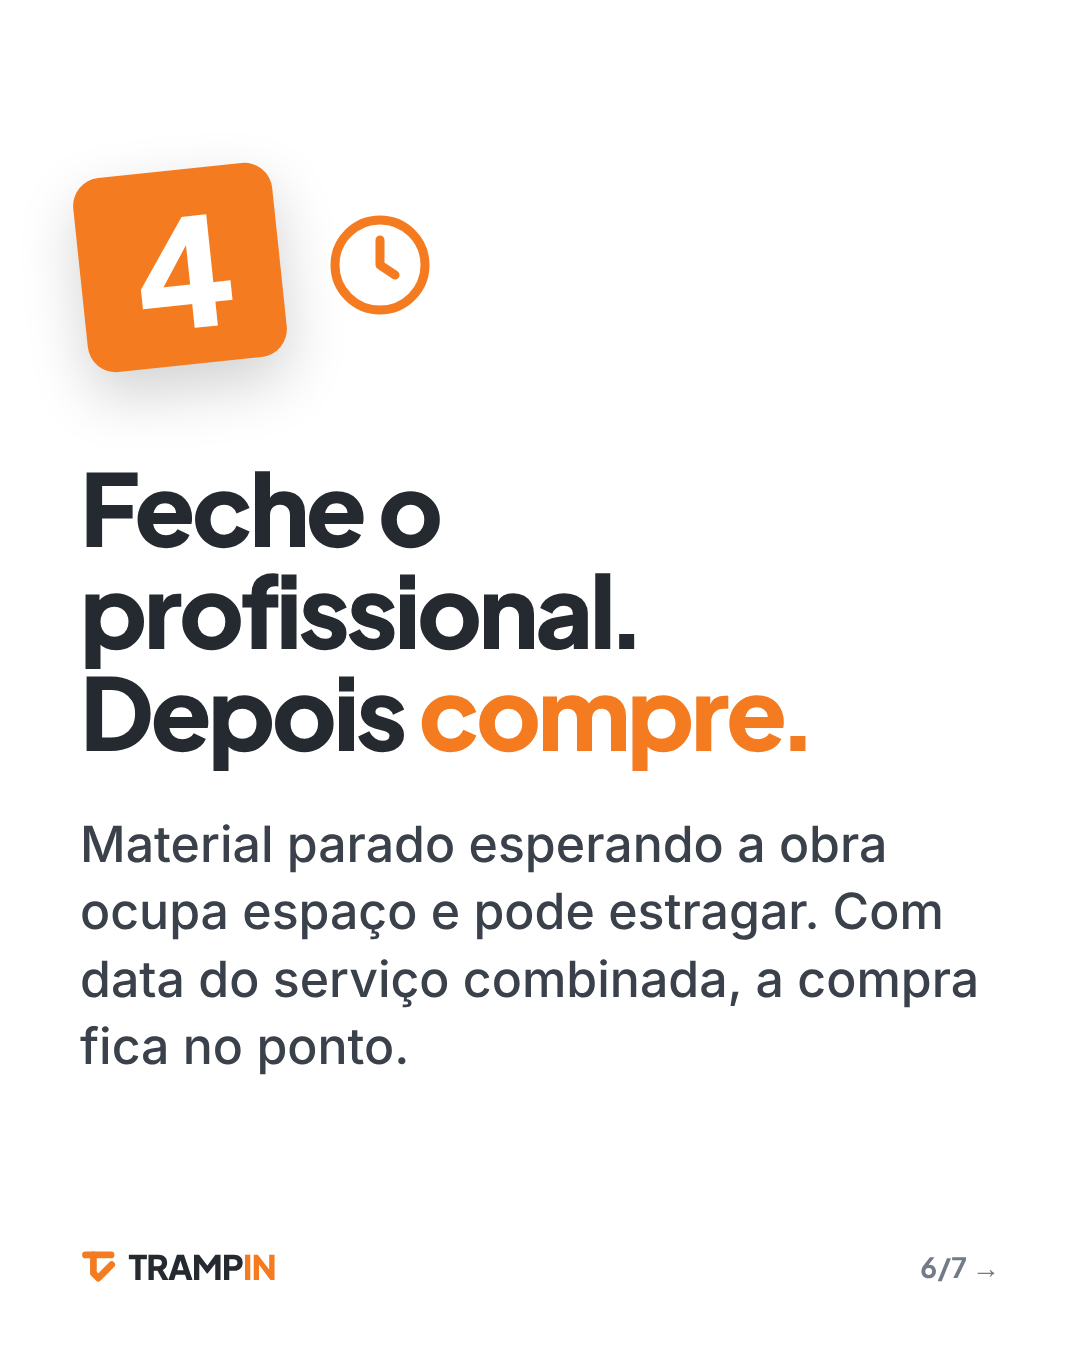 4
Feche o
profissional.
Depois compre.
Material parado esperando a obra
ocupa espaço e pode estragar. Com
data do serviço combinada, a compra
fica no ponto.
TRAMPIN
6/7 →